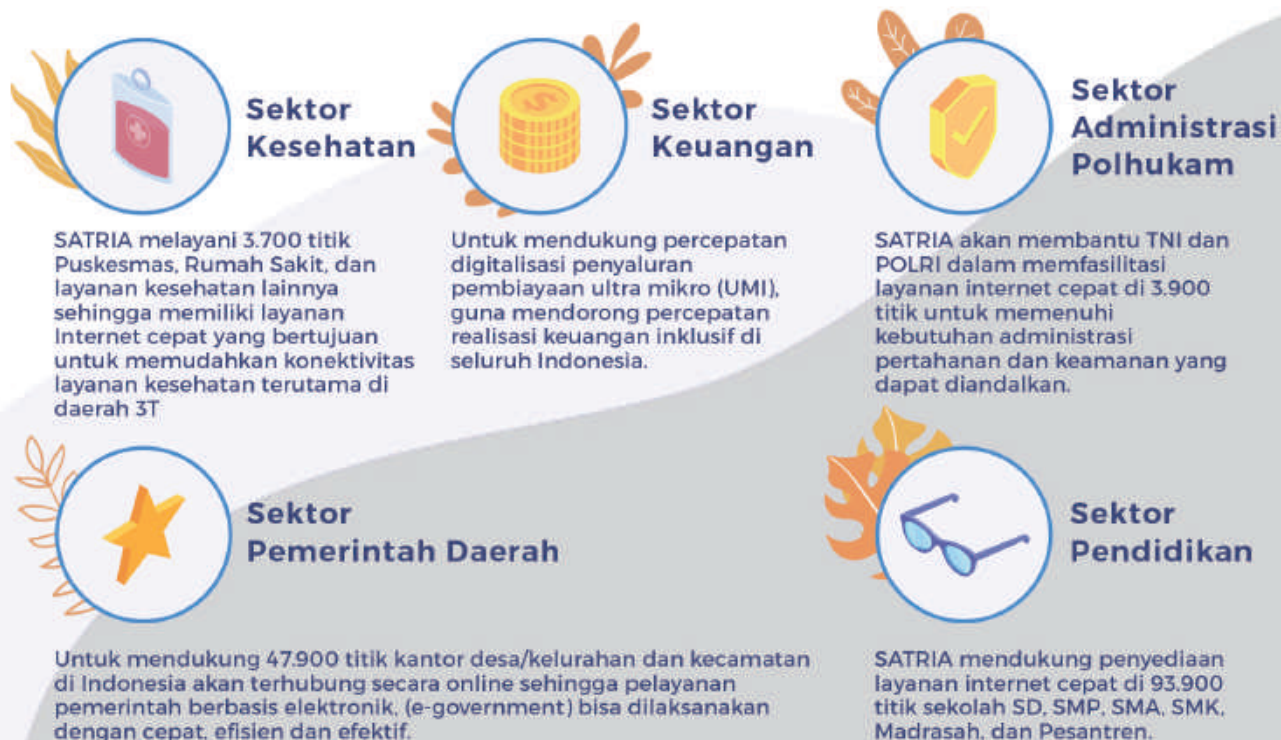 Sektor
Kesehatan
SATRIA melayani 3.700 titik
Puskesmas, Rumah Sakit, dan
layanan kesehatan lainnya
sehingga memiliki layanan
Internet cepat yang bertujuan
untuk memudahkan konektivitas
layanan kesehatan terutama di
daerah 3T
Sektor
Keuangan
Untuk mendukung percepatan
digitalisasi penyaluran
pembiayaan ultra mikro (UMI),
guna mendorong percepatan
realisasi keuangan inklusif di
seluruh Indonesia.
Sektor
Administrasi
Polhukam
SATRIA akan membantu TNI dan
POLRI dalam memfasilitasi
layanan internet cepat di 3.900
titik untuk memenuhi
kebutuhan administrasi
pertahanan dan keamanan yang
dapat diandalkan.
Sektor
Pemerintah Daerah
Untuk mendukung 47.900 titik kantor desa/kelurahan dan kecamatan
di Indonesia akan terhubung secara online sehingga pelayanan
pemerintah berbasis elektronik, (e-government) bisa dilaksanakan
dengan cepat, efisien dan efektif.
Sektor
Pendidikan
SATRIA mendukung penyediaan
layanan internet cepat di 93.900
titik sekolah SD, SMP, SMA, SMK,
Madrasah, dan Pesantren.